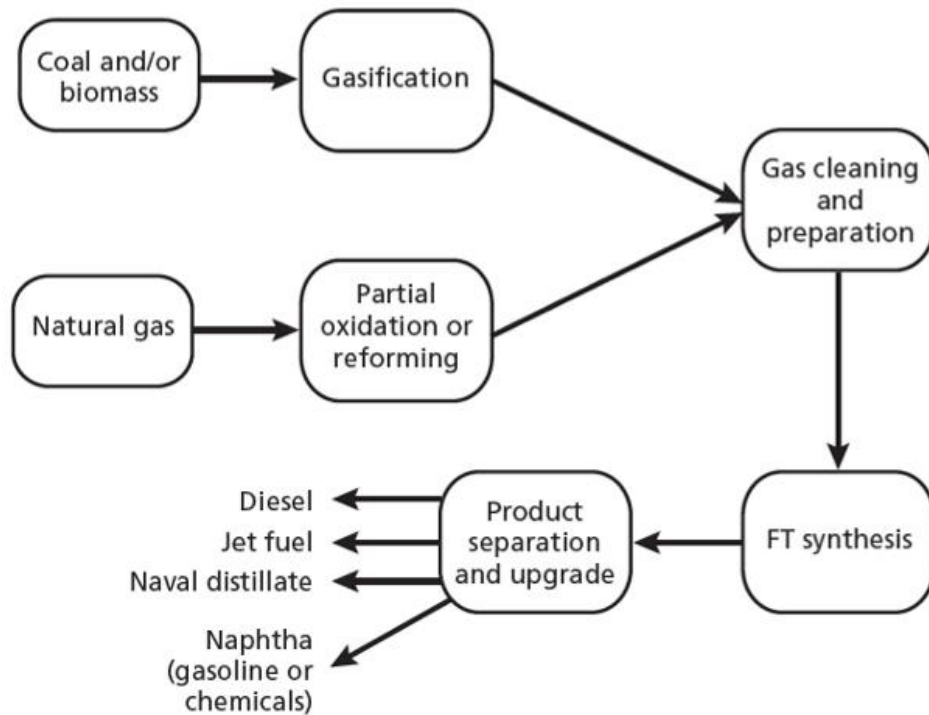 Coal and/or
biomass
Gasification
Gas cleaning
and
preparation
Natural gas
Partial
oxidation or
reforming
FT synthesis
Product
separation
and upgrade
Diesel
Jet fuel
Naval distillate
Naphtha
(gasoline or
chemicals)